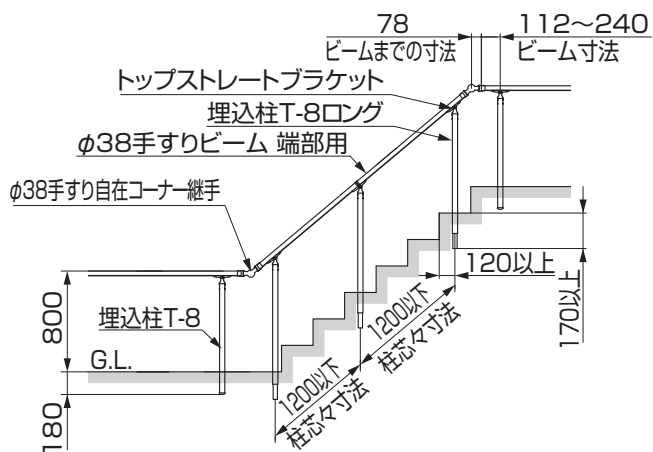 78
ビームまでの寸法
112～240
ビーム寸法
トップストレートブラケット
埋込柱T-8ロング
φ38手すりビーム 端部用
φ38手すり自在コーナー継手
120以上
170以上
800
埋込柱T-8
G.L.
180
1200以下
柱芯々寸法
1200以下
柱芯々寸法